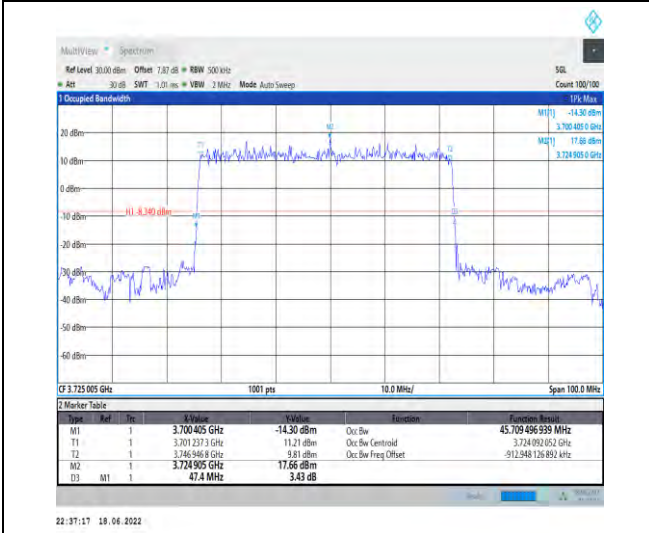 MultiView Spectrum
Ref Level 30.00 dBm Offset 7.87 dB RBW 500 kHz SGL
Att 30 dB SWT 1.01 ms VBW 2 MHz Mode Auto Sweep Count 100/100
1 Occupied Bandwidth 1Pk Max
M1[1] -14.30 dBm
3.700 405 0 GHz
M2[1] 17.66 dBm
3.724 905 0 GHz
20 dBm
M2
T1 T2
10 dBm
0 dBm
-10 dBm H1 -8.340 dBm
M1 D3
-20 dBm
-30 dBm
-40 dBm
-50 dBm
-60 dBm
CF 3.725 005 GHz 1001 pts 10.0 MHz/ Span 100.0 MHz
2 Marker Table
Type Ref Trc X-Value Y-Value Function Function Result
M1 1 3.700 405 GHz -14.30 dBm Occ Bw 45.709 496 939 MHz
T1 1 3.701 237 3 GHz 11.21 dBm Occ Bw Centroid 3.724 092 052 GHz
T2 1 3.746 946 8 GHz 9.81 dBm Occ Bw Freq Offset -912.948 126 892 kHz
M2 1 3.724 905 GHz 17.66 dBm
D3 M1 1 47.4 MHz 3.43 dB
22:37:17 18.06.2022